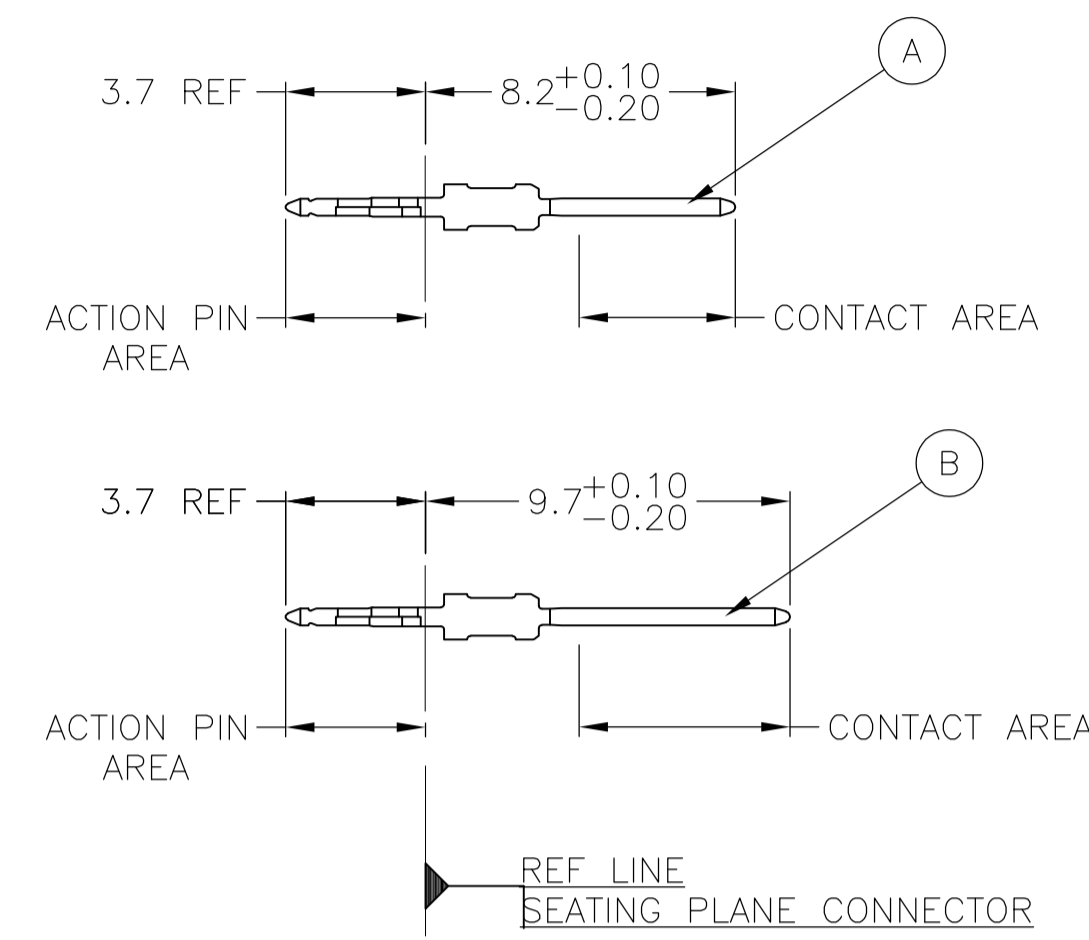 A
3.7 REF
8.2 +0.10 -0.20
ACTION PIN AREA
CONTACT AREA
B
3.7 REF
9.7 +0.10 -0.20
ACTION PIN AREA
CONTACT AREA
REF LINE
SEATING PLANE CONNECTOR